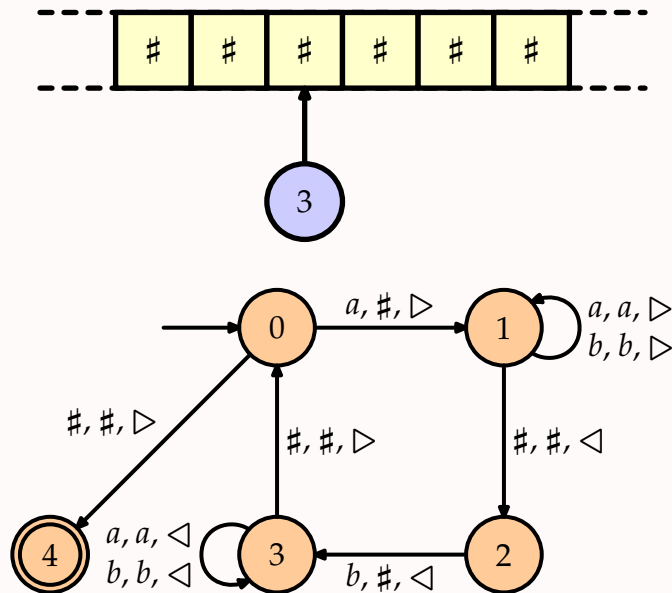 ♯ ♯ ♯ ♯ ♯ ♯
3
a, ♯, ▷
0
1
a, a, ▷
b, b, ▷
♯, ♯, ▷
♯, ♯, ▷
♯, ♯, ◁
a, a, ◁
b, b, ◁
4
3
b, ♯, ◁
2